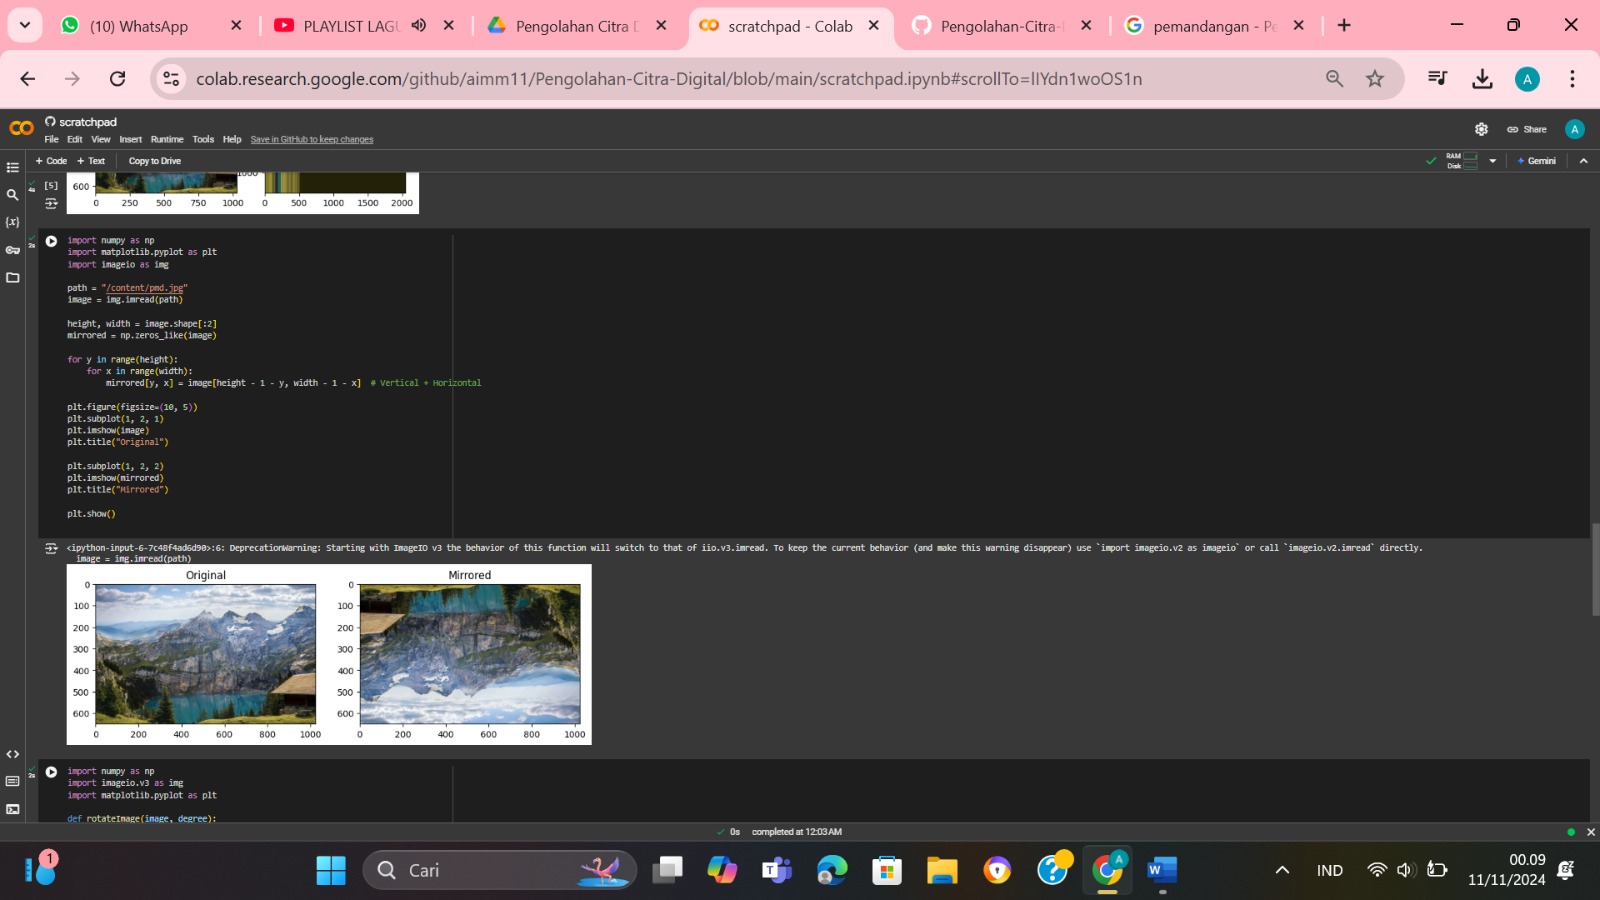 (10) WhatsApp
PLAYLIST LAGU
Pengolahan Citra D
scratchpad - Colab
Pengolahan-Citra-
pemandangan - Pe
colab.research.google.com/github/aimm11/Pengolahan-Citra-Digital/blob/main/scratchpad.ipynb#scrollTo=lIYdn1woOS1n
A
CO
scratchpad
File Edit View Insert Runtime Tools Help Save in GitHub to keep changes
Share
A
+ Code + Text
Copy to Drive
RAM
Disk
Gemini
4s
[5]
600
1000
0 250 500 750 1000
0 500 1000 1500 2000
{x}
2s
import numpy as np
import matplotlib.pyplot as plt
import imageio as img
path = "/content/pmd.jpg"
image = img.imread(path)
height, width = image.shape[:2]
mirrored = np.zeros_like(image)
for y in range(height):
for x in range(width):
mirrored[y, x] = image[height - 1 - y, width - 1 - x] # Vertical + Horizontal
plt.figure(figsize=(10, 5))
plt.subplot(1, 2, 1)
plt.imshow(image)
plt.title("Original")
plt.subplot(1, 2, 2)
plt.imshow(mirrored)
plt.title("Mirrored")
plt.show()
<ipython-input-6-7c48f4ad6d90>:6: DeprecationWarning: Starting with ImageIO v3 the behavior of this function will switch to that of iio.v3.imread. To keep the current behavior (and make this warning disappear) use `import imageio.v2 as imageio` or call `imageio.v2.imread` directly.
image = img.imread(path)
Original
0
100
200
300
400
500
600
0 200 400 600 800 1000
Mirrored
0
100
200
300
400
500
600
0 200 400 600 800 1000
2s
import numpy as np
import imageio.v3 as img
import matplotlib.pyplot as plt
def rotateImage(image, degree):
0s completed at 12:03 AM
1
Cari
IND
00.09
11/11/2024